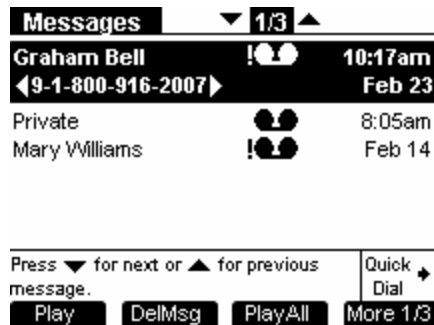 Messages 1/3
Graham Bell ! 10:17am
9-1-800-916-2007 Feb 23
Private 8:05am
Mary Williams ! Feb 14
Press ▼ for next or ▲ for previous
message.
Quick
Dial
Play DelMsg PlayAll More 1/3